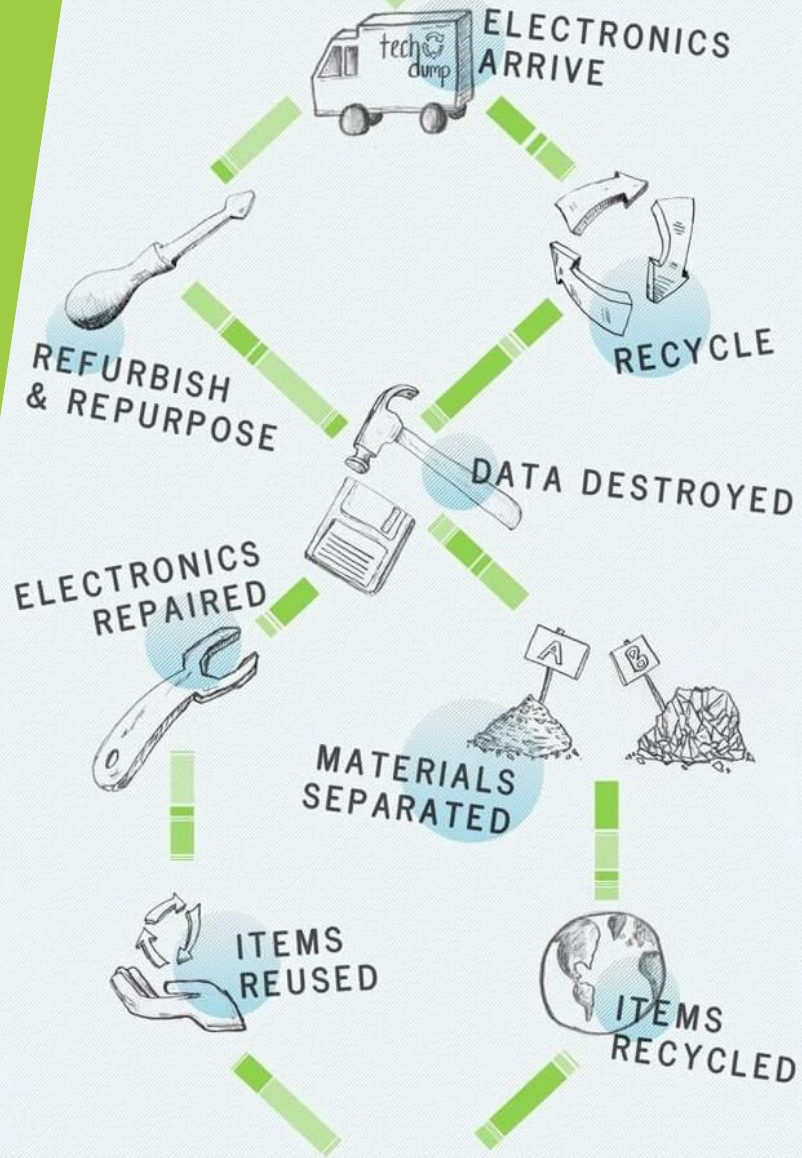 ELECTRONICS
ARRIVE
tech
dump
REFURBISH
& REPURPOSE
RECYCLE
DATA DESTROYED
ELECTRONICS
REPAIRED
A
B
MATERIALS
SEPARATED
ITEMS
REUSED
ITEMS
RECYCLED